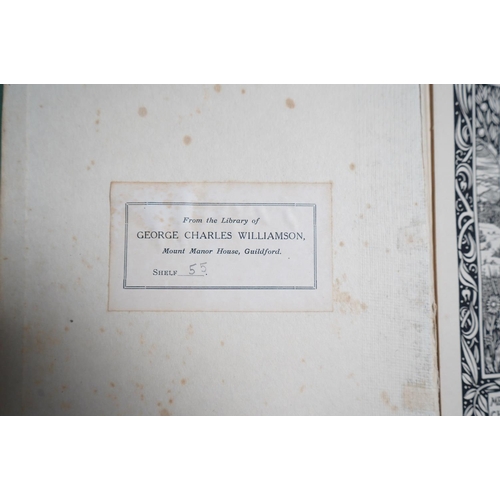 From the Library of
GEORGE CHARLES WILLIAMSON,
Mount Manor House, Guildford.
SHELF 55.